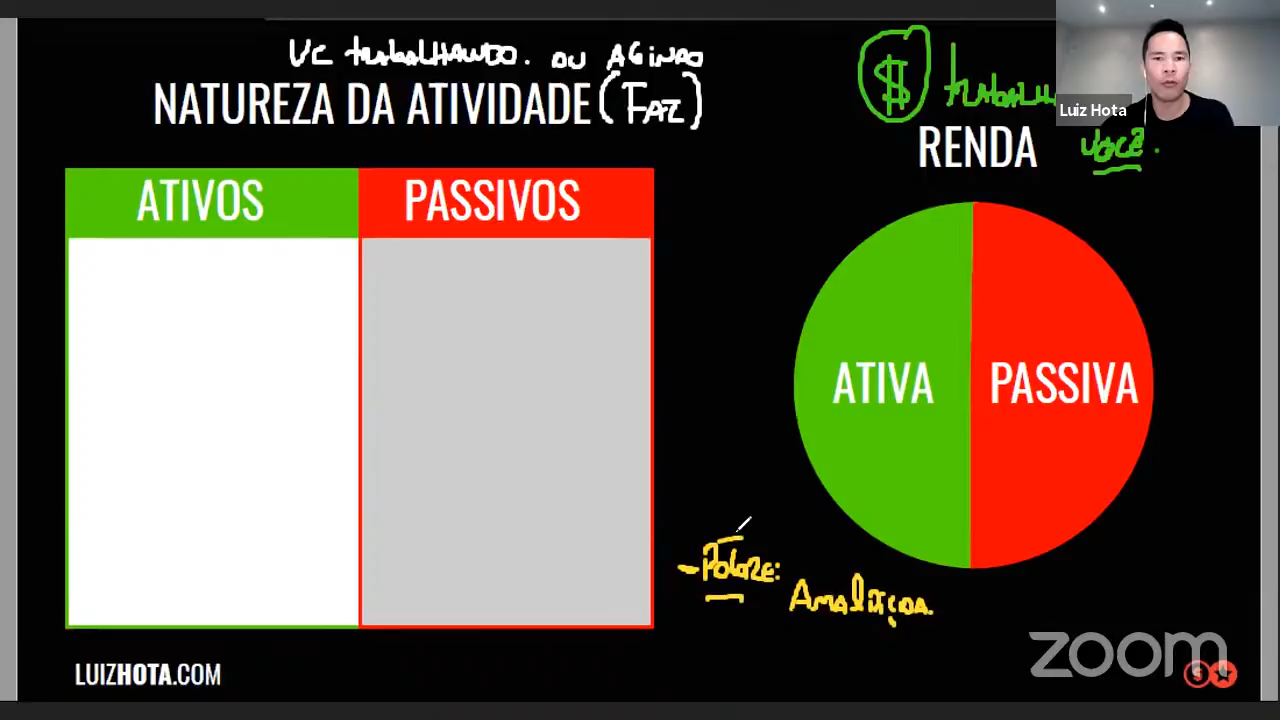 VC trabalhando. ou AGINDO
NATUREZA DA ATIVIDADE (FAZ)
$
Luiz Hota
RENDA
você.
ATIVOS
PASSIVOS
ATIVA
PASSIVA
- Pobre:
LUIZHOTA.COM
zoom